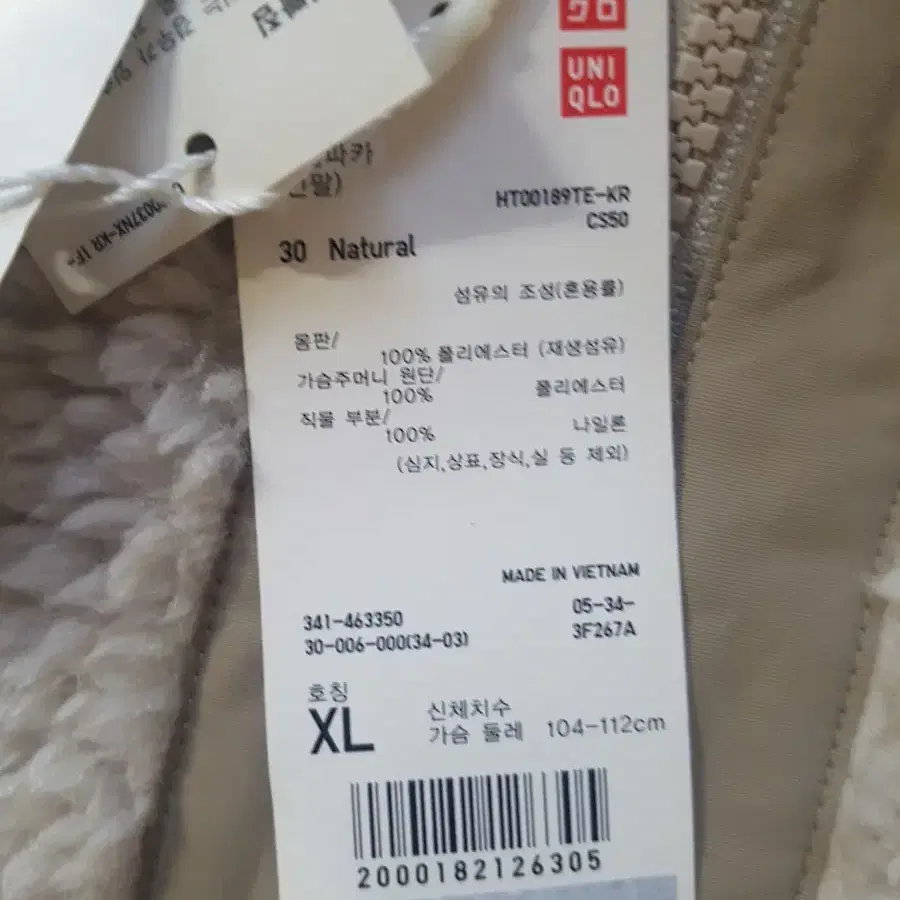 UNI
QLO
파카
긴팔)
HT00189TE-KR
CS50
30 Natural
섬유의 조성(혼용률)
몸판/
100% 폴리에스터 (재생섬유)
가슴주머니 원단/
100% 폴리에스터
직물 부분/
100% 나일론
(심지,상표,장식,실 등 제외)
MADE IN VIETNAM
341-463350 05-34-
30-006-000(34-03) 3F267A
호칭
XL 신체치수
가슴 둘레 104-112cm
2000182126305